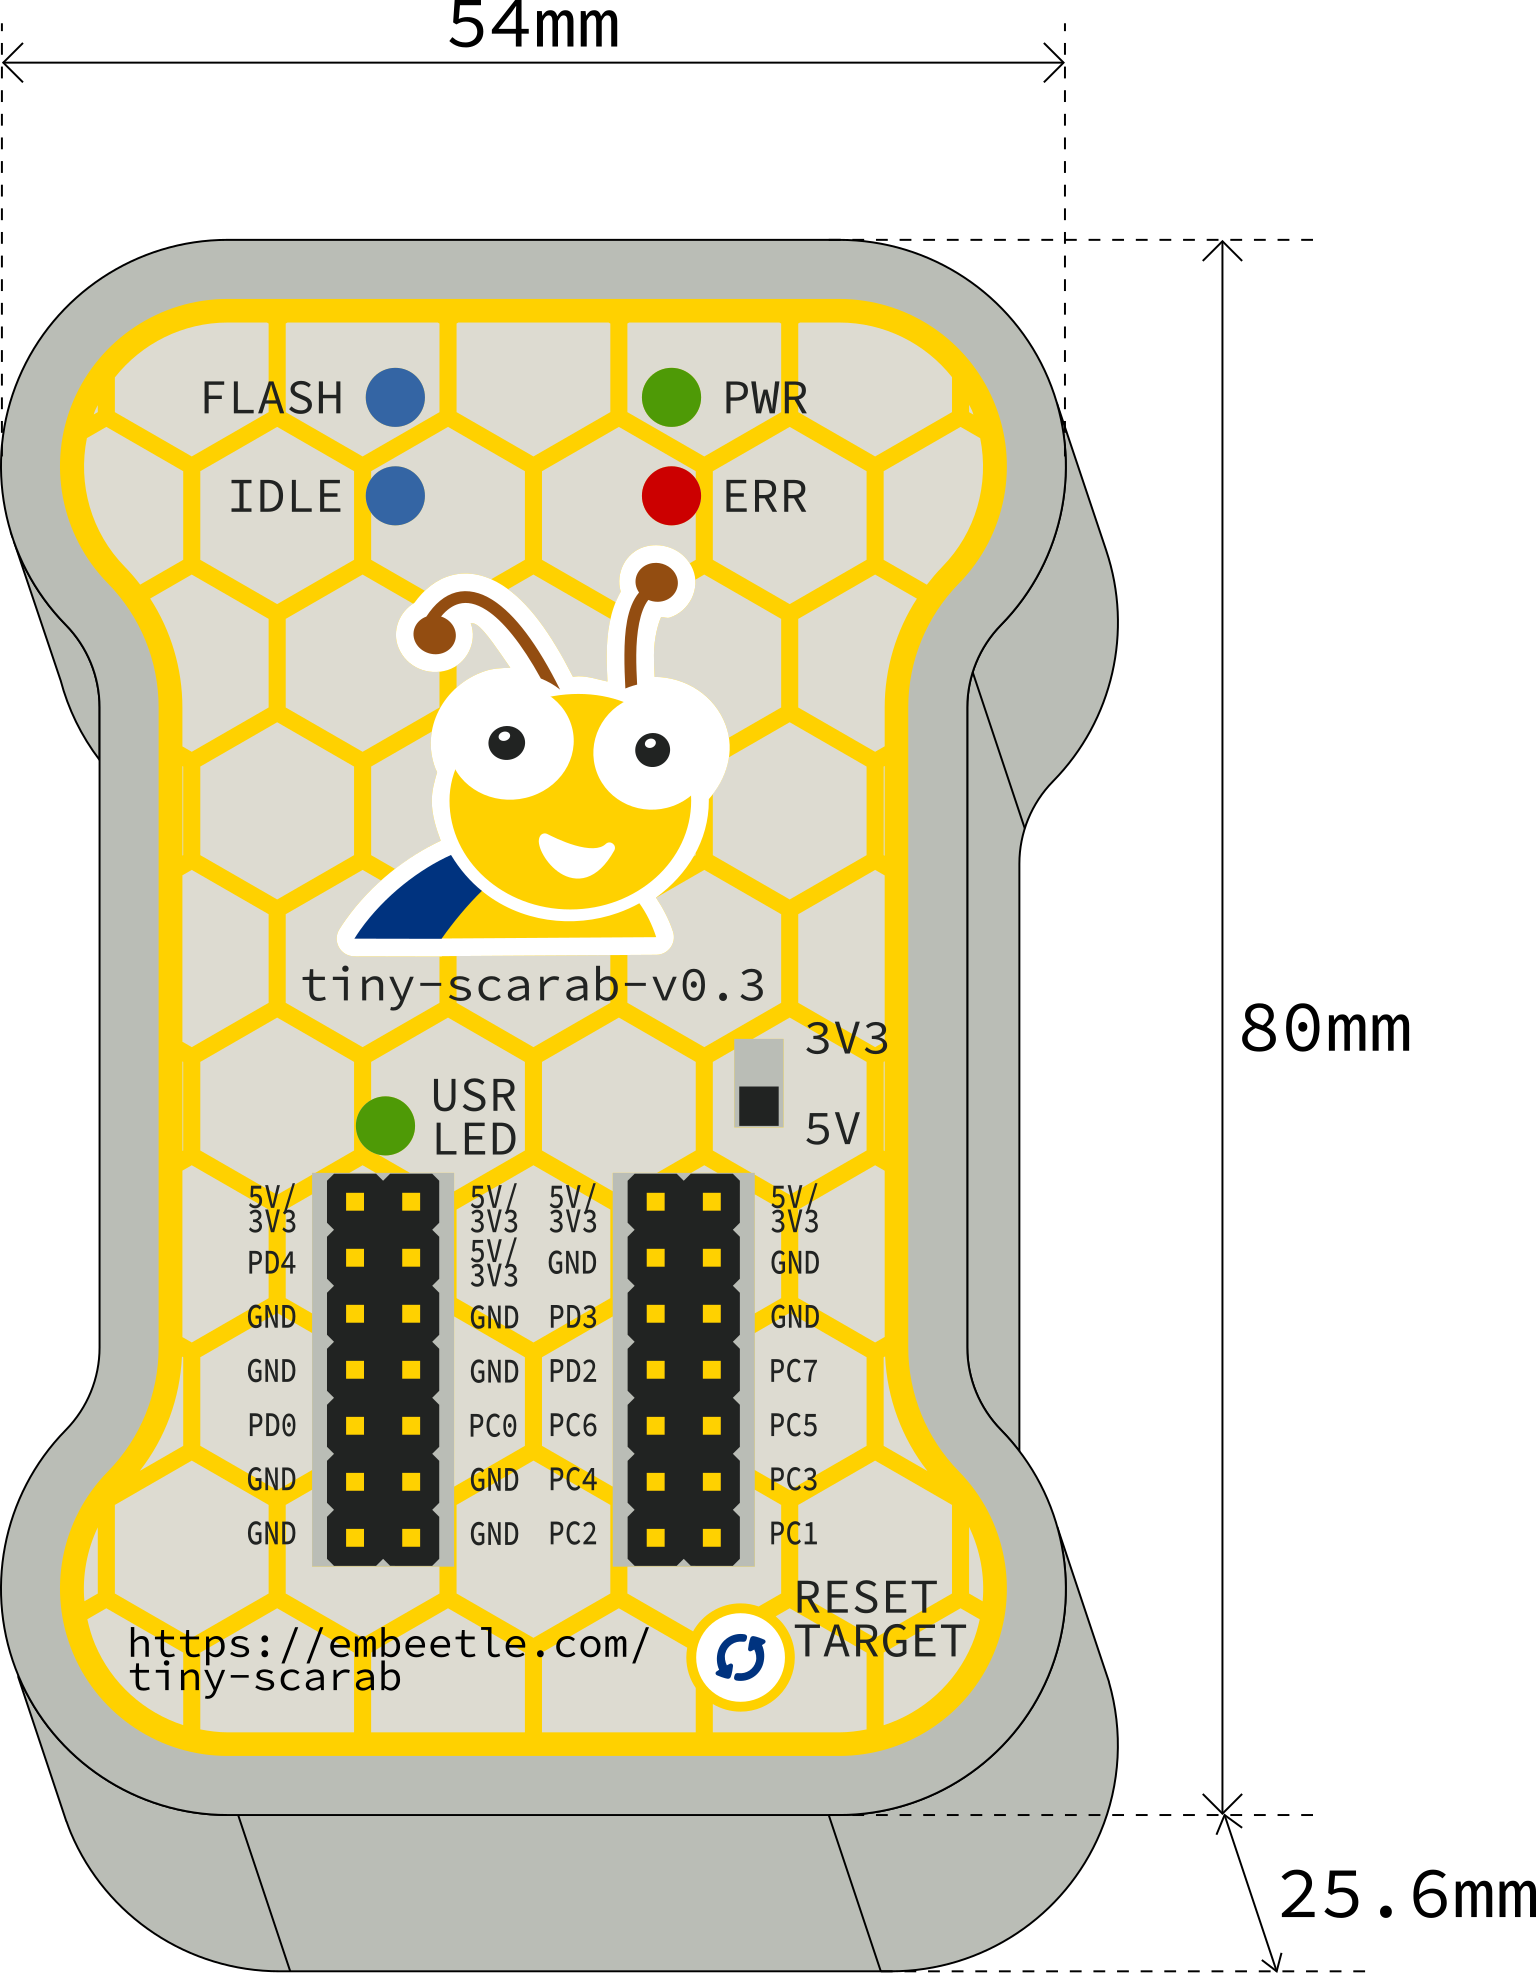 54mm
FLASH
PWR
IDLE
ERR
tiny-scarab-v0.3
3V3
5V
USR
LED
80mm
5V/
3V3
PD4
GND
GND
PD0
GND
GND
5V/
3V3
5V/
3V3
GND
GND
PC0
GND
GND
5V/
3V3
GND
PD3
PD2
PC6
PC4
PC2
5V/
3V3
GND
GND
PC7
PC5
PC3
PC1
RESET
TARGET
https://embeetle.com/
tiny-scarab
25.6mm